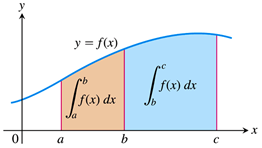 y
y = f(x)
∫_a^b f(x) dx
∫_b^c f(x) dx
0 a b c x